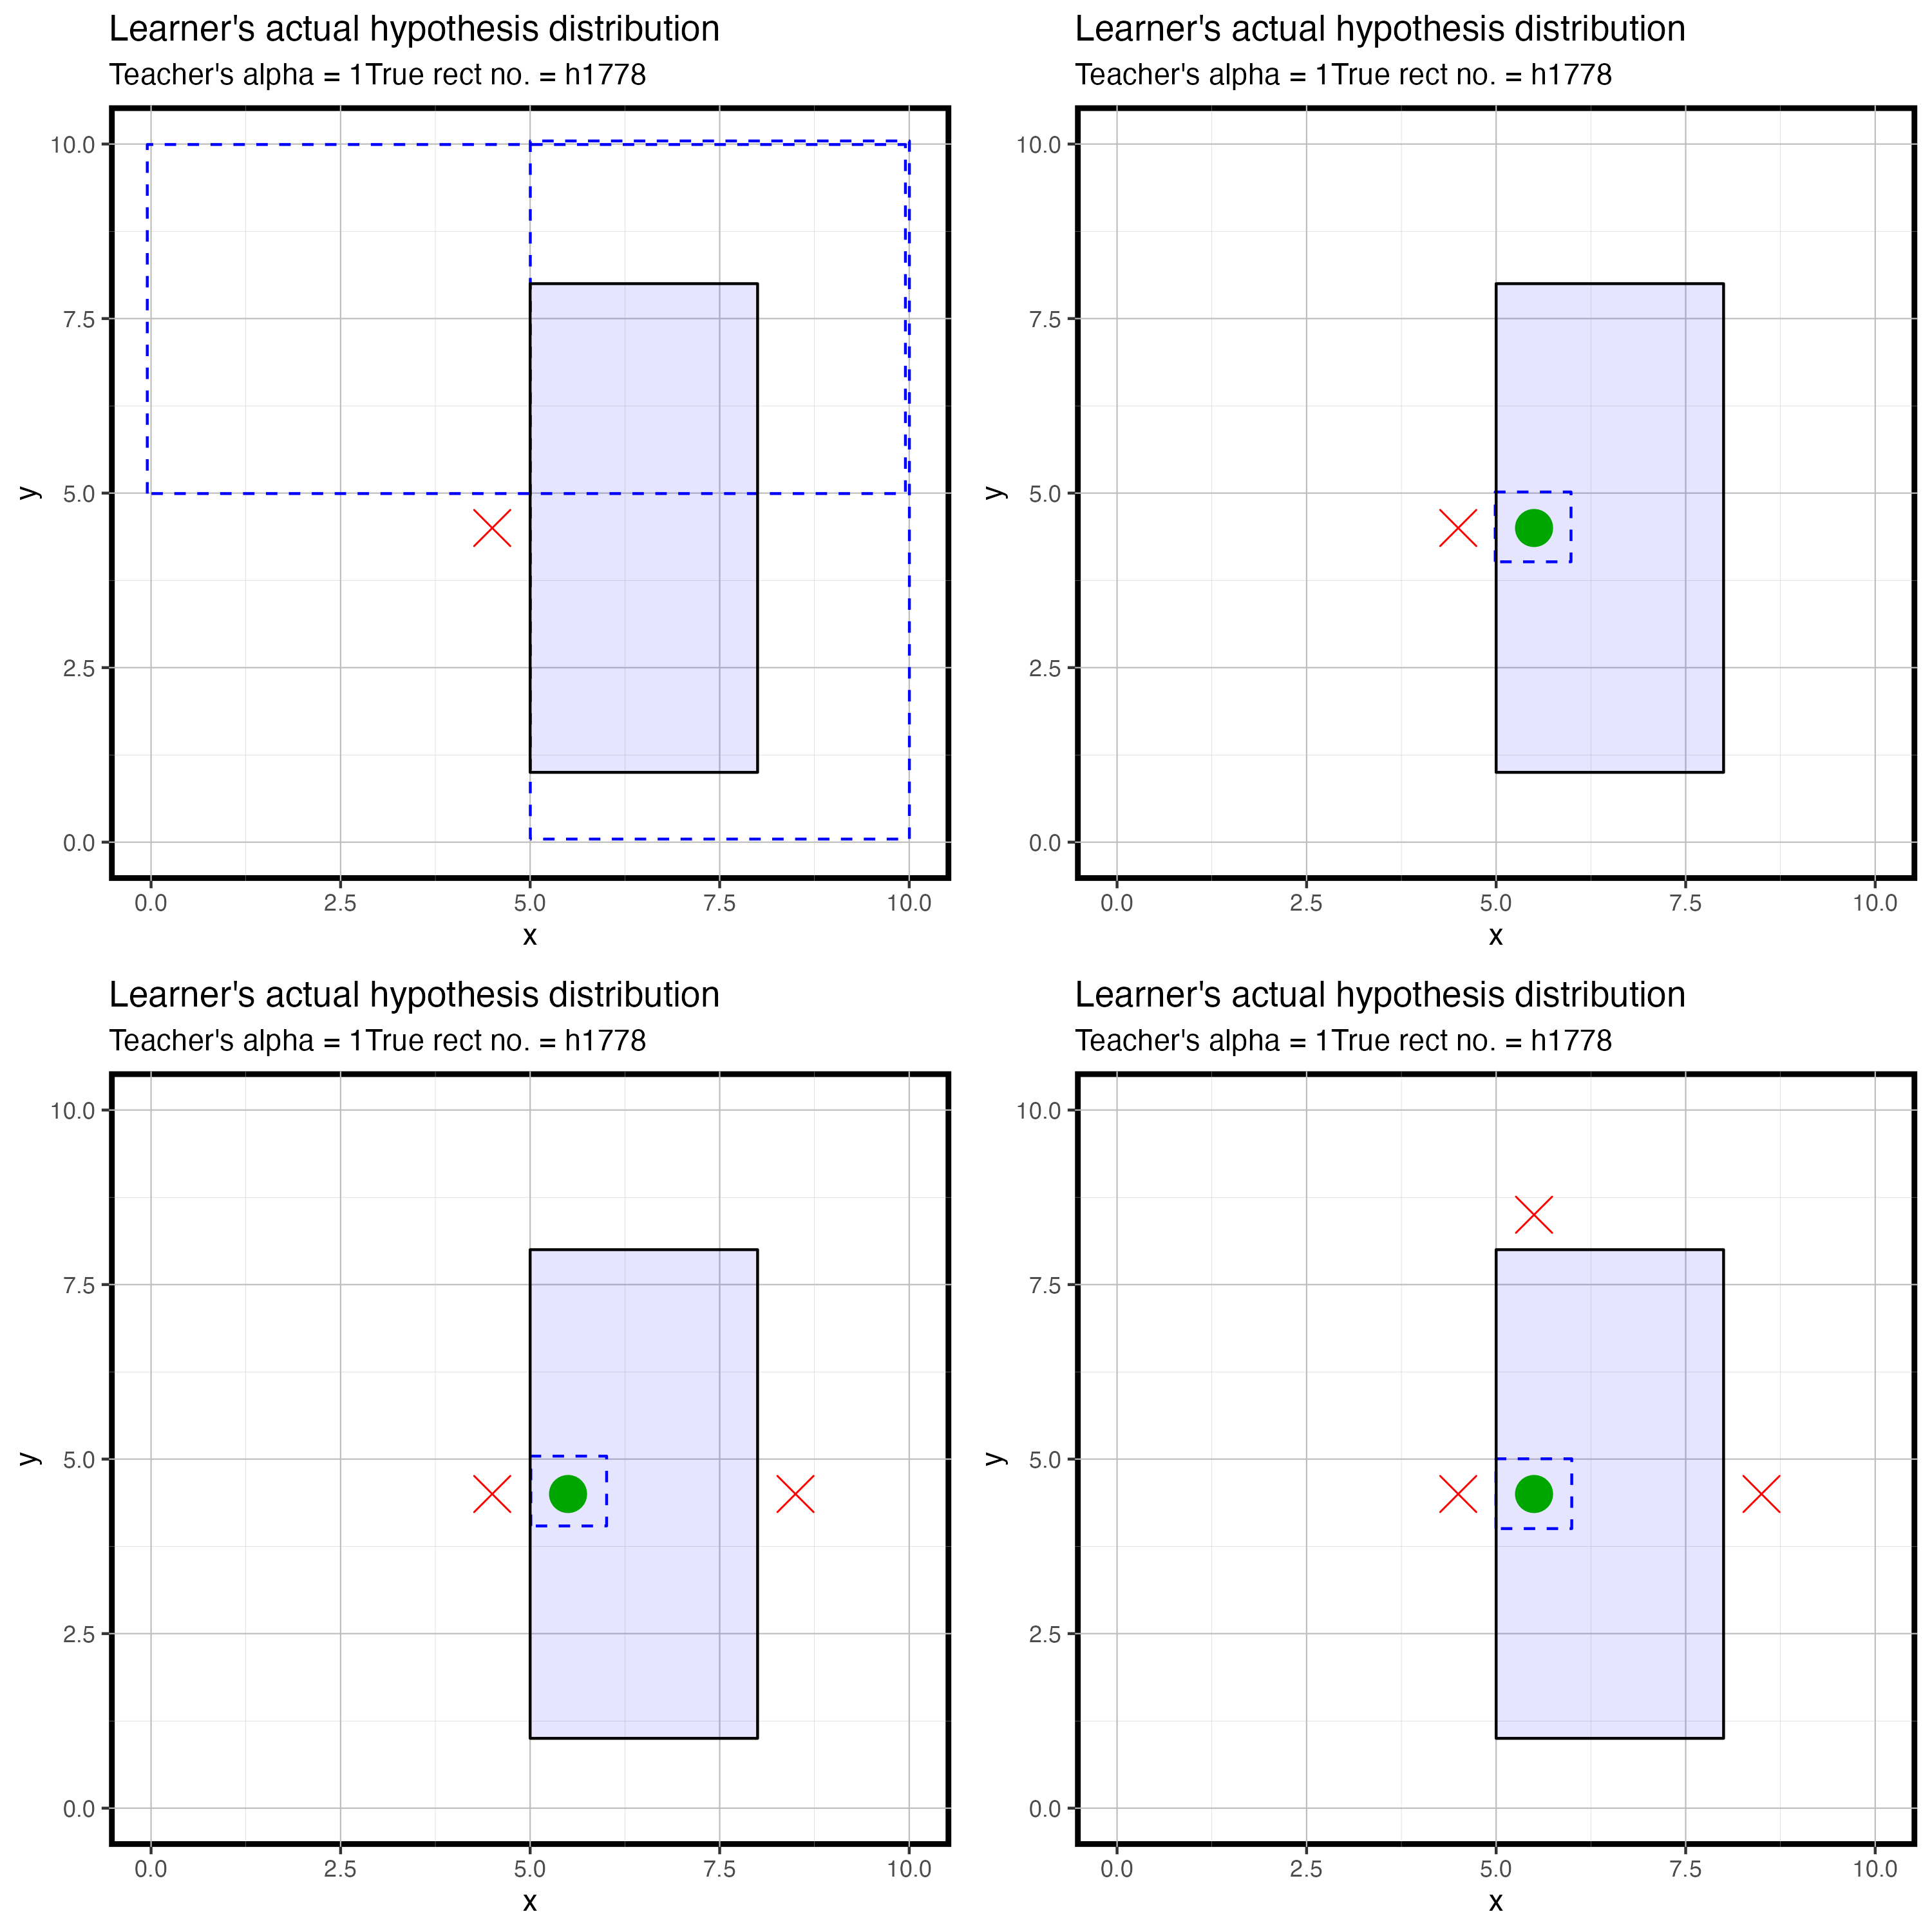 Learner's actual hypothesis distribution
Teacher's alpha = 1True rect no. = h1778
10.0
7.5
5.0
2.5
0.0
y
0.0 2.5 5.0 7.5 10.0
x
Learner's actual hypothesis distribution
Teacher's alpha = 1True rect no. = h1778
10.0
7.5
5.0
2.5
0.0
y
0.0 2.5 5.0 7.5 10.0
x
Learner's actual hypothesis distribution
Teacher's alpha = 1True rect no. = h1778
10.0
7.5
5.0
2.5
0.0
y
0.0 2.5 5.0 7.5 10.0
x
Learner's actual hypothesis distribution
Teacher's alpha = 1True rect no. = h1778
10.0
7.5
5.0
2.5
0.0
y
0.0 2.5 5.0 7.5 10.0
x